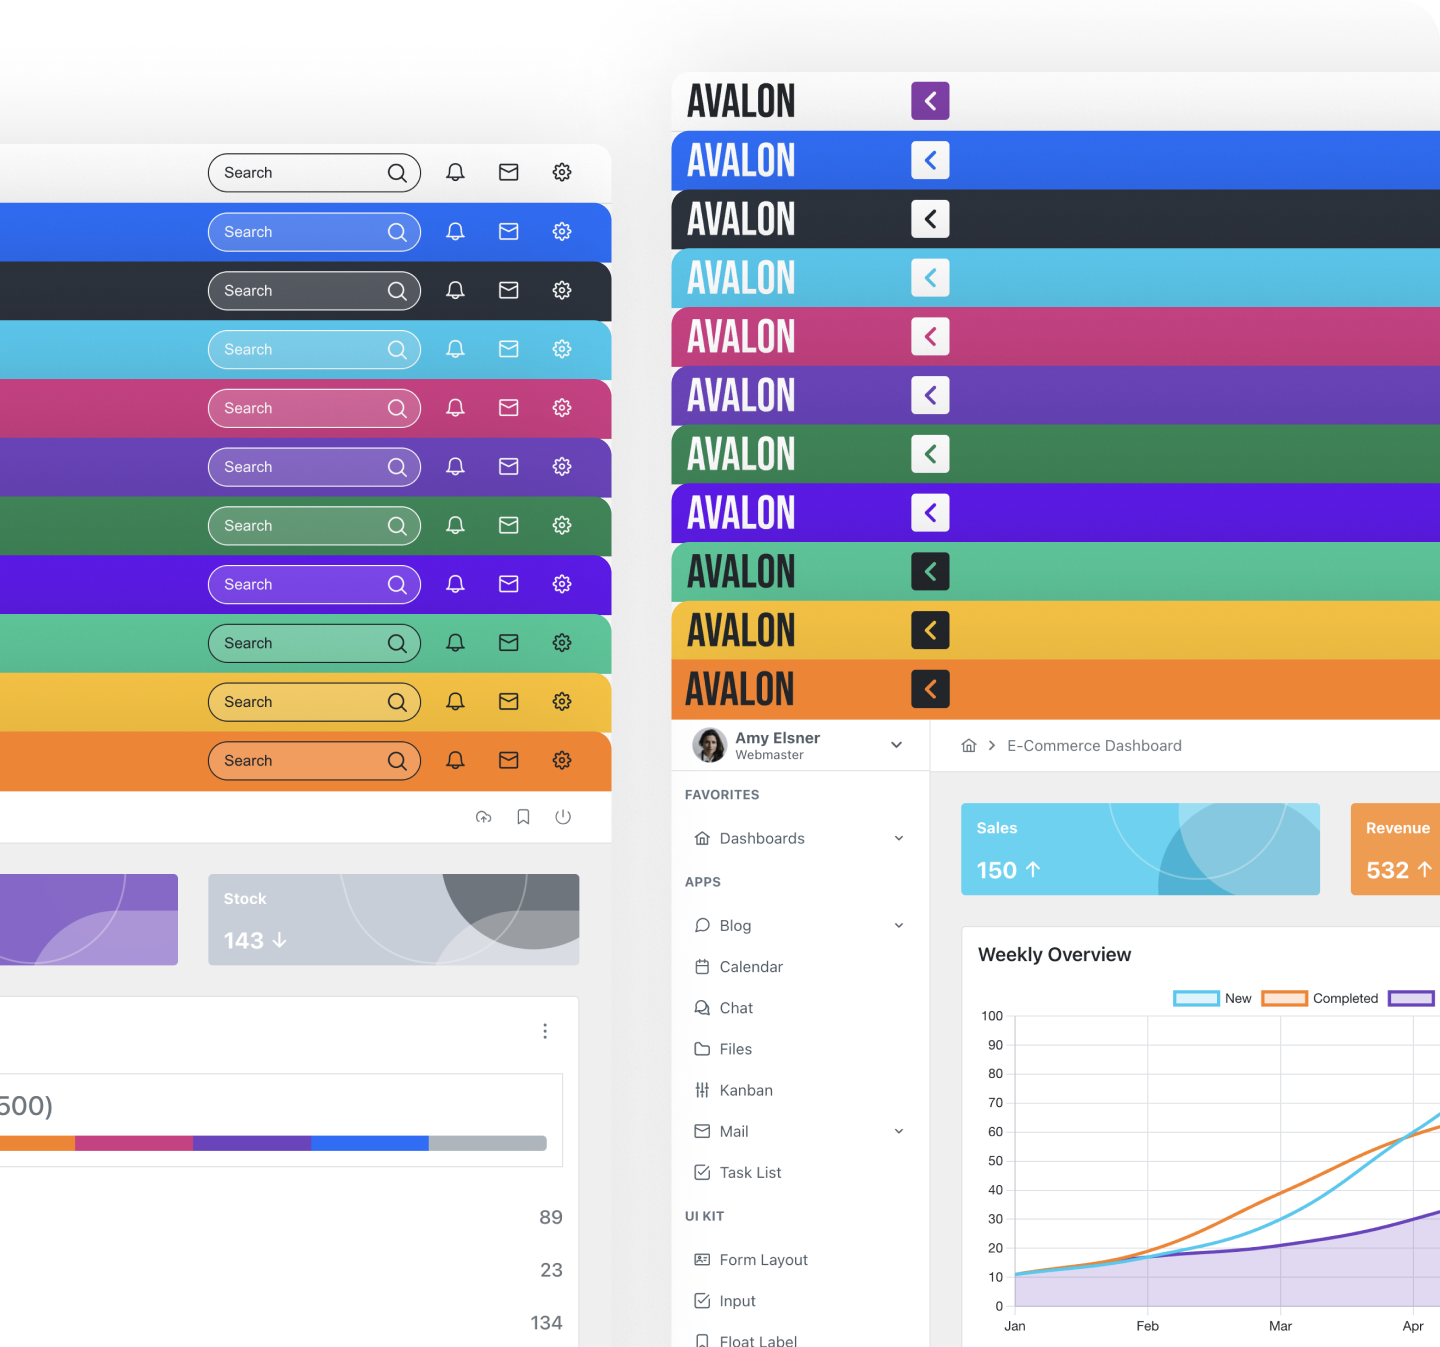 Search
Search
Search
Search
Search
Search
Search
Search
Search
Search
Search
Stock
143
500)
89
23
134
AVALON
AVALON
AVALON
AVALON
AVALON
AVALON
AVALON
AVALON
AVALON
AVALON
AVALON
Amy Elsner
Webmaster
FAVORITES
Dashboards
APPS
Blog
Calendar
Chat
Files
Kanban
Mail
Task List
UI KIT
Form Layout
Input
Float Label
E-Commerce Dashboard
Sales
150
Revenue
532
Weekly Overview
New Completed
100
90
80
70
60
50
40
30
20
10
0
Jan Feb Mar Apr